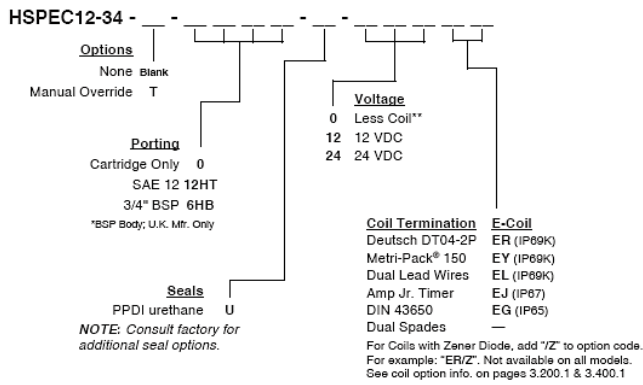 HSPEC12-34 - __ - __ __ __ __ - __ - __ __ __ __ __
Options
None Blank
Manual Override T
Porting
Cartridge Only 0
SAE 12 12HT
3/4" BSP 6HB
*BSP Body; U.K. Mfr. Only
Seals
PPDI urethane U
NOTE: Consult factory for
additional seal options.
Voltage
0 Less Coil**
12 12 VDC
24 24 VDC
Coil Termination E-Coil
Deutsch DT04-2P ER (IP69K)
Metri-Pack® 150 EY (IP69K)
Dual Lead Wires EL (IP69K)
Amp Jr. Timer EJ (IP67)
DIN 43650 EG (IP65)
Dual Spades —
For Coils with Zener Diode, add "/Z" to option code.
For example: "ER/Z". Not available on all models.
See coil option info. on pages 3.200.1 & 3.400.1